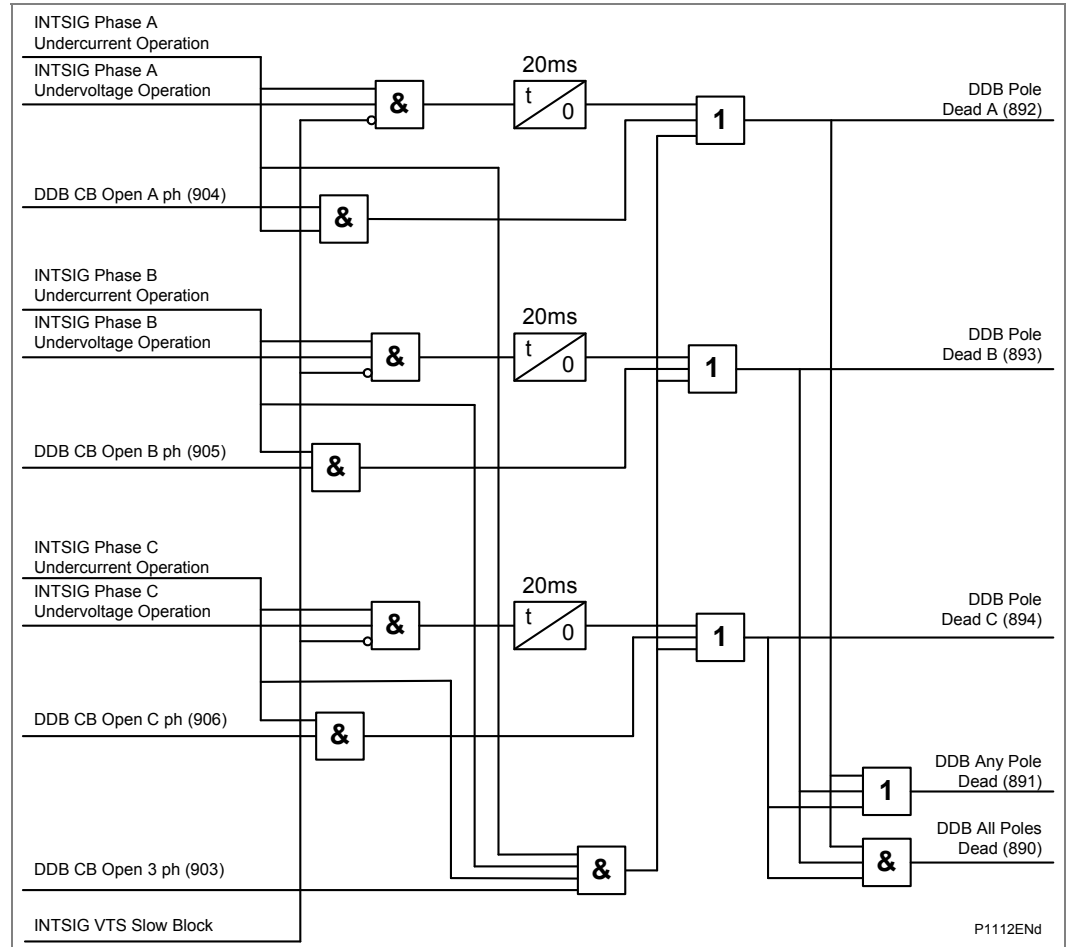 INTSIG Phase A
Undercurrent Operation
INTSIG Phase A
Undervoltage Operation
&
20ms
t
0
1
DDB Pole
Dead A (892)
DDB CB Open A ph (904)
&
INTSIG Phase B
Undercurrent Operation
INTSIG Phase B
Undervoltage Operation
&
20ms
t
0
1
DDB Pole
Dead B (893)
DDB CB Open B ph (905)
&
INTSIG Phase C
Undercurrent Operation
INTSIG Phase C
Undervoltage Operation
&
20ms
t
0
1
DDB Pole
Dead C (894)
DDB CB Open C ph (906)
&
1
DDB Any Pole
Dead (891)
DDB CB Open 3 ph (903)
&
&
DDB All Poles
Dead (890)
INTSIG VTS Slow Block
P1112ENd